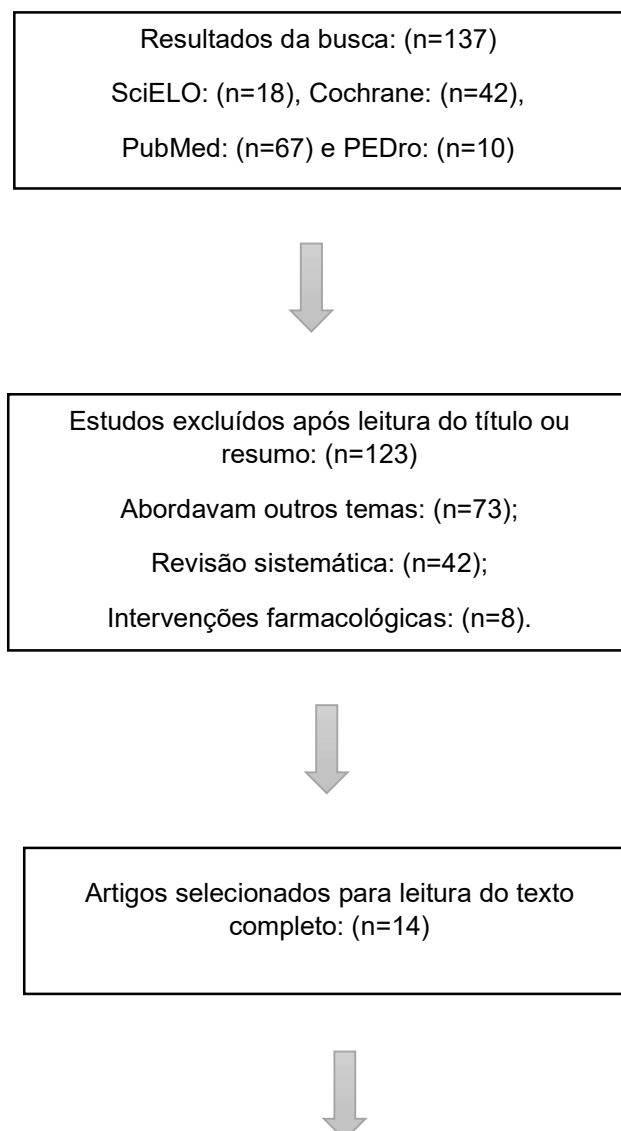 Resultados da busca: (n=137)
SciELO: (n=18), Cochrane: (n=42),
PubMed: (n=67) e PEDro: (n=10)
Estudos excluídos após leitura do título ou
resumo: (n=123)
Abordavam outros temas: (n=73);
Revisão sistemática: (n=42);
Intervenções farmacológicas: (n=8).
Artigos selecionados para leitura do texto
completo: (n=14)